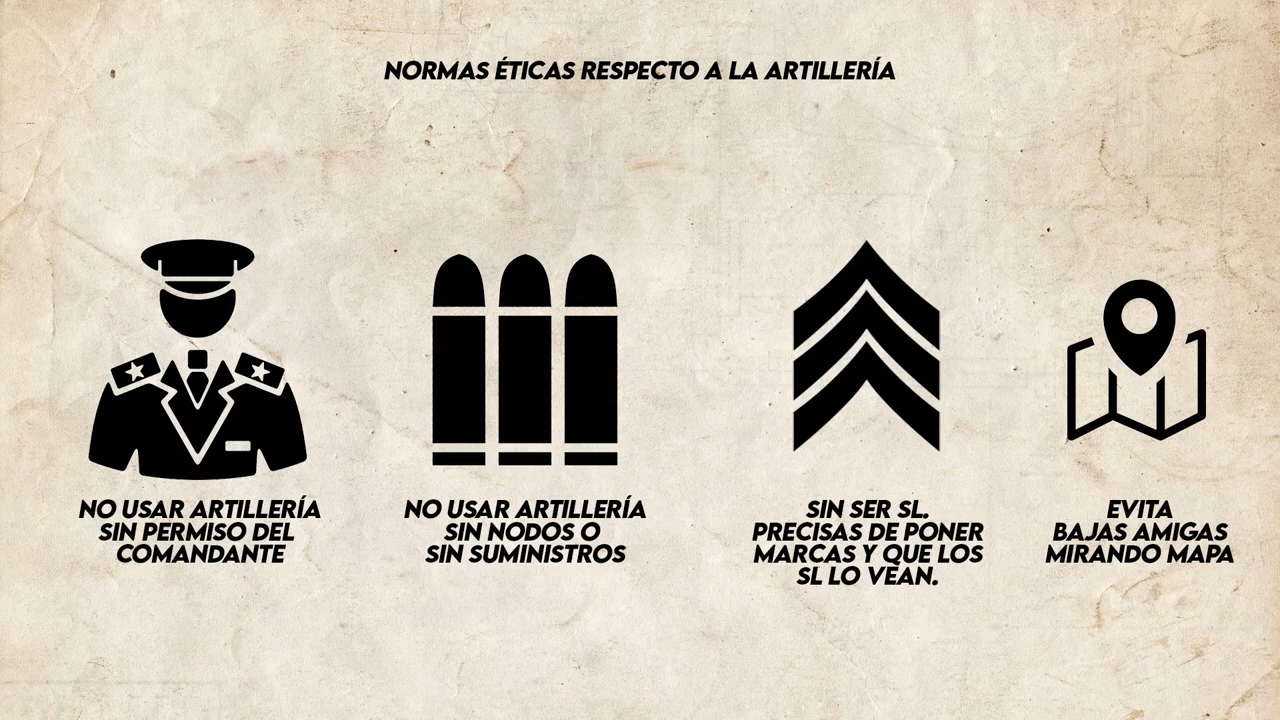 NORMAS ÉTICAS RESPECTO A LA ARTILLERÍA
NO USAR ARTILLERÍA
SIN PERMISO DEL
COMANDANTE
NO USAR ARTILLERÍA
SIN NODOS O
SIN SUMINISTROS
SIN SER SL.
PRECISAS DE PONER
MARCAS Y QUE LOS
SL LO VEAN.
EVITA
BAJAS AMIGAS
MIRANDO MAPA